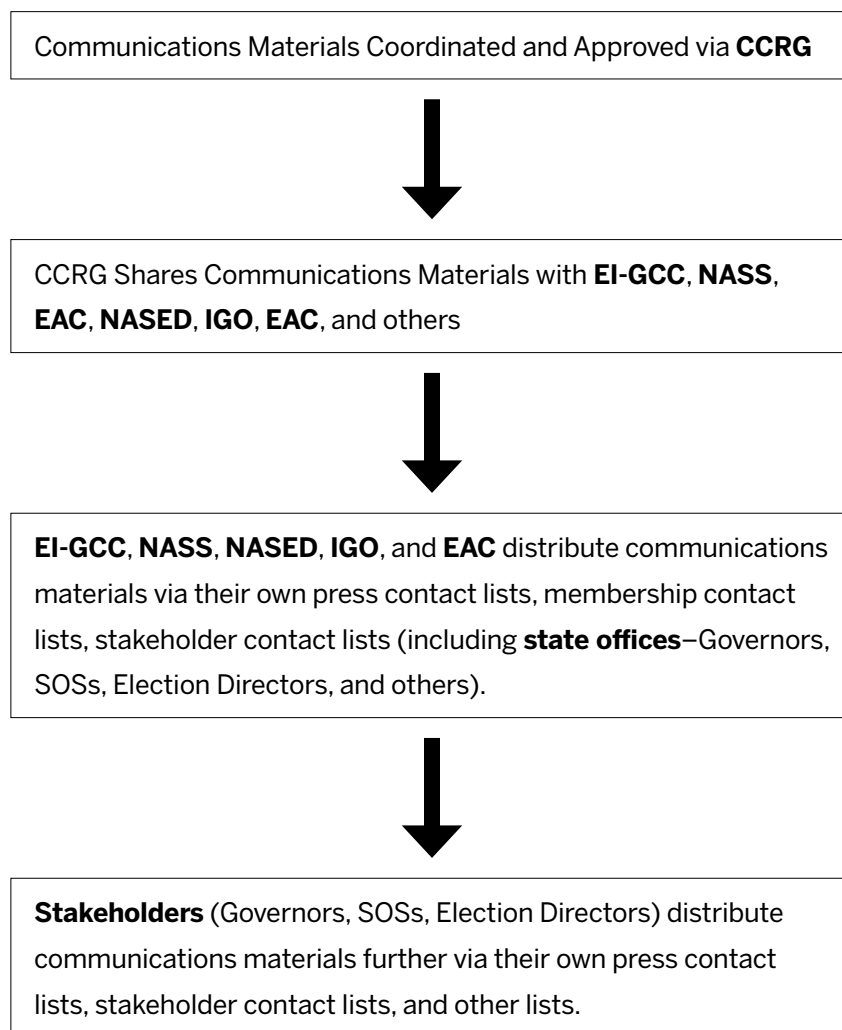 Communications Materials Coordinated and Approved via CCRG
CCRG Shares Communications Materials with EI-GCC, NASS,
EAC, NASED, IGO, EAC, and others
EI-GCC, NASS, NASED, IGO, and EAC distribute communications
materials via their own press contact lists, membership contact
lists, stakeholder contact lists (including state offices–Governors,
SOSs, Election Directors, and others).
Stakeholders (Governors, SOSs, Election Directors) distribute
communications materials further via their own press contact
lists, stakeholder contact lists, and other lists.